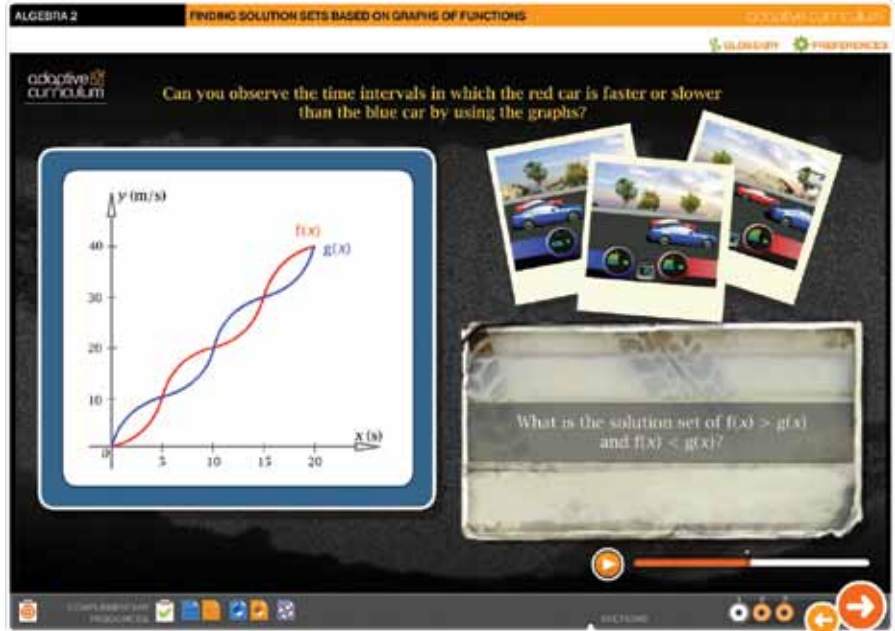 ALGEBRA 2
FINDING SOLUTION SETS BASED ON GRAPHS OF FUNCTIONS
adaptive curriculum
GLOSSARY
PREFERENCES
adaptive
curriculum
Can you observe the time intervals in which the red car is faster or slower
than the blue car by using the graphs?
y (m/s)
f(x)
g(x)
40
30
20
10
0
5
10
15
20
x (s)
What is the solution set of f(x) > g(x)
and f(x) < g(x)?
COMPLEMENTARY
RESOURCES
SECTIONS